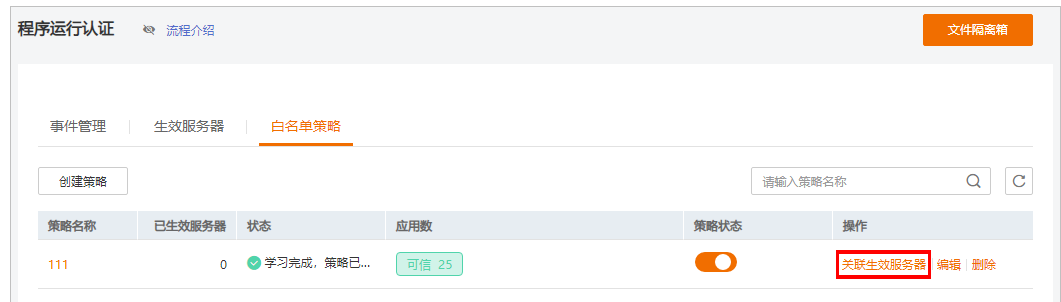 程序运行认证 流程介绍 文件隔离箱
事件管理 生效服务器 白名单策略
创建策略 请输入策略名称
策略名称 已生效服务器 状态 应用数 策略状态 操作
111 0 学习完成，策略已... 可信 25 关联生效服务器 编辑 删除